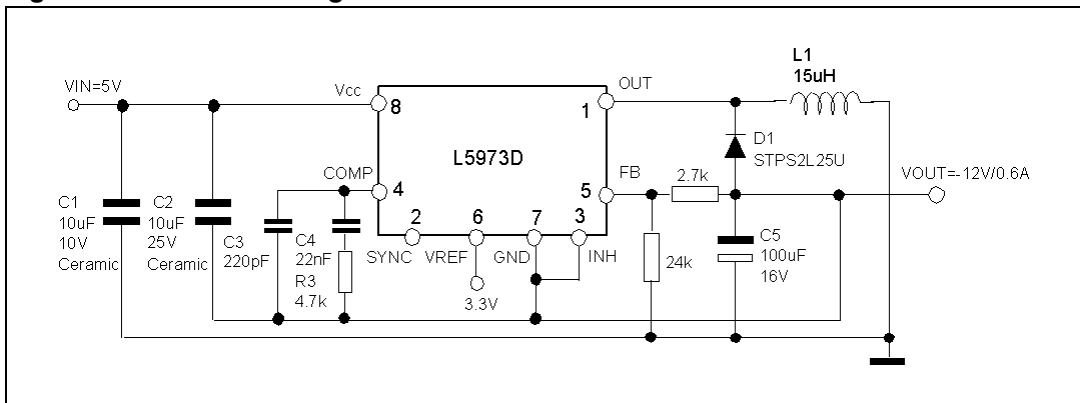 VIN=5V
Vcc
8
L5973D
1
OUT
L1
15uH
D1
STPS2L25U
COMP
4
5
FB
2.7k
VOUT=-12V/0.6A
C1
10uF
10V
Ceramic
C2
10uF
25V
Ceramic
C3
220pF
C4
22nF
R3
4.7k
2
SYNC
6
VREF
3.3V
7
GND
3
INH
24k
C5
100uF
16V